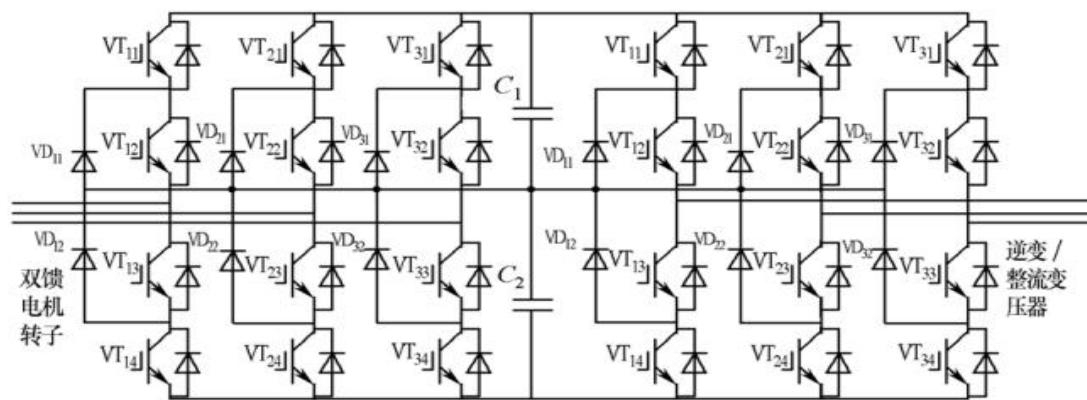 VT11
VT21
VT31
VT11
VT21
VT31
C1
VD11
VT12
VD21
VT22
VD31
VT32
VD11
VT12
VD21
VT22
VD31
VT32
VD12
VT13
VD22
VT23
VD32
VT33
C2
VD12
VT13
VD22
VT23
VD32
VT33
双馈
电机
转子
逆变 /
整流变
压器
VT14
VT24
VT34
VT14
VT24
VT34